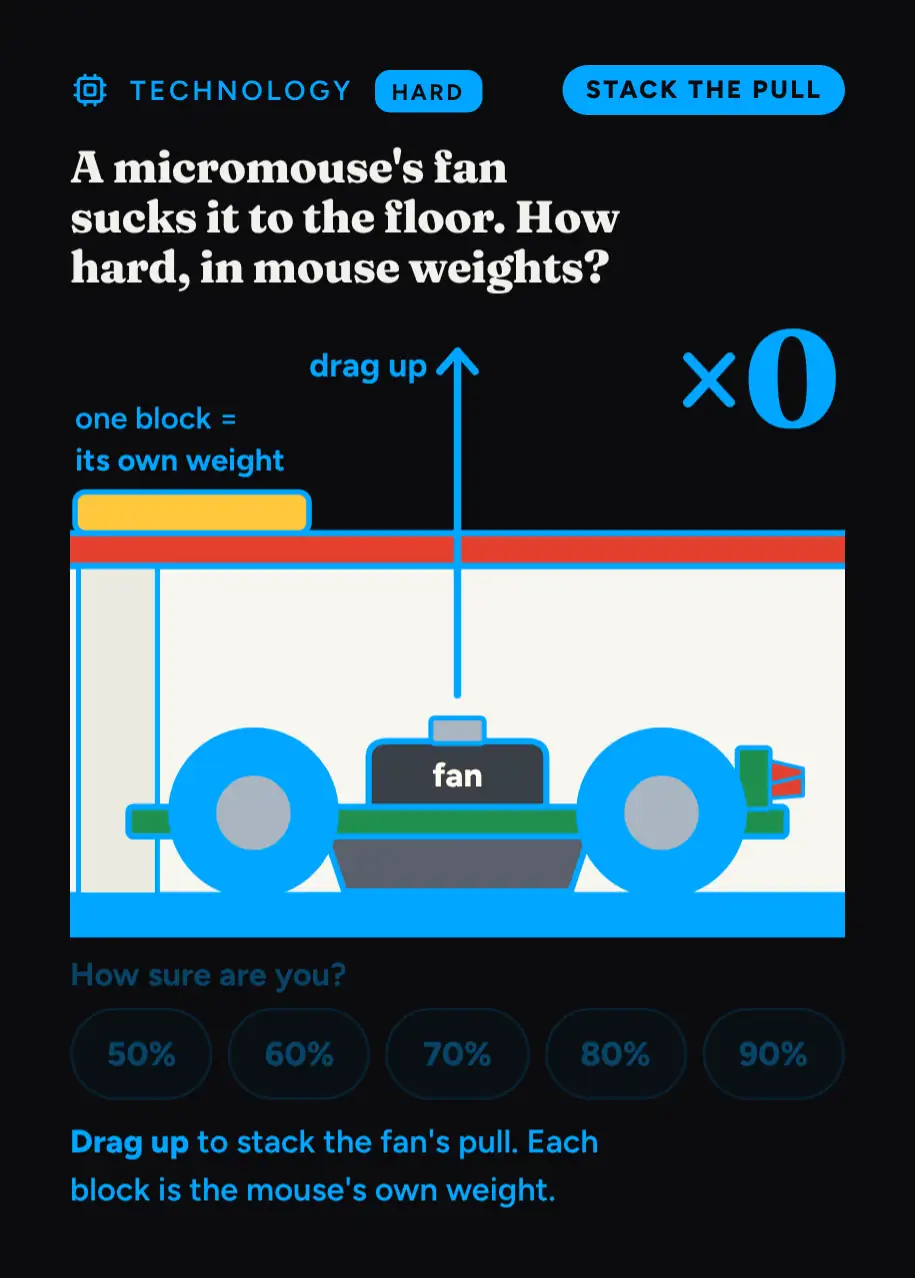 TECHNOLOGY
HARD
STACK THE PULL
A micromouse's fan
sucks it to the floor. How
hard, in mouse weights?
drag up
×0
one block =
its own weight
fan
How sure are you?
50%
60%
70%
80%
90%
Drag up to stack the fan's pull. Each
block is the mouse's own weight.